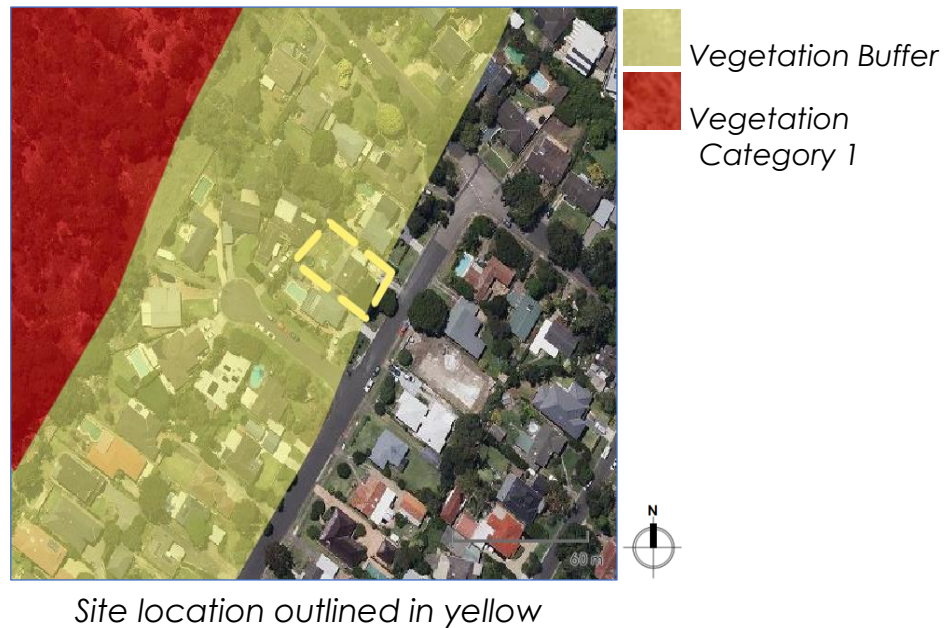 Vegetation Buffer
Vegetation
Category 1
N
60 m
Site location outlined in yellow